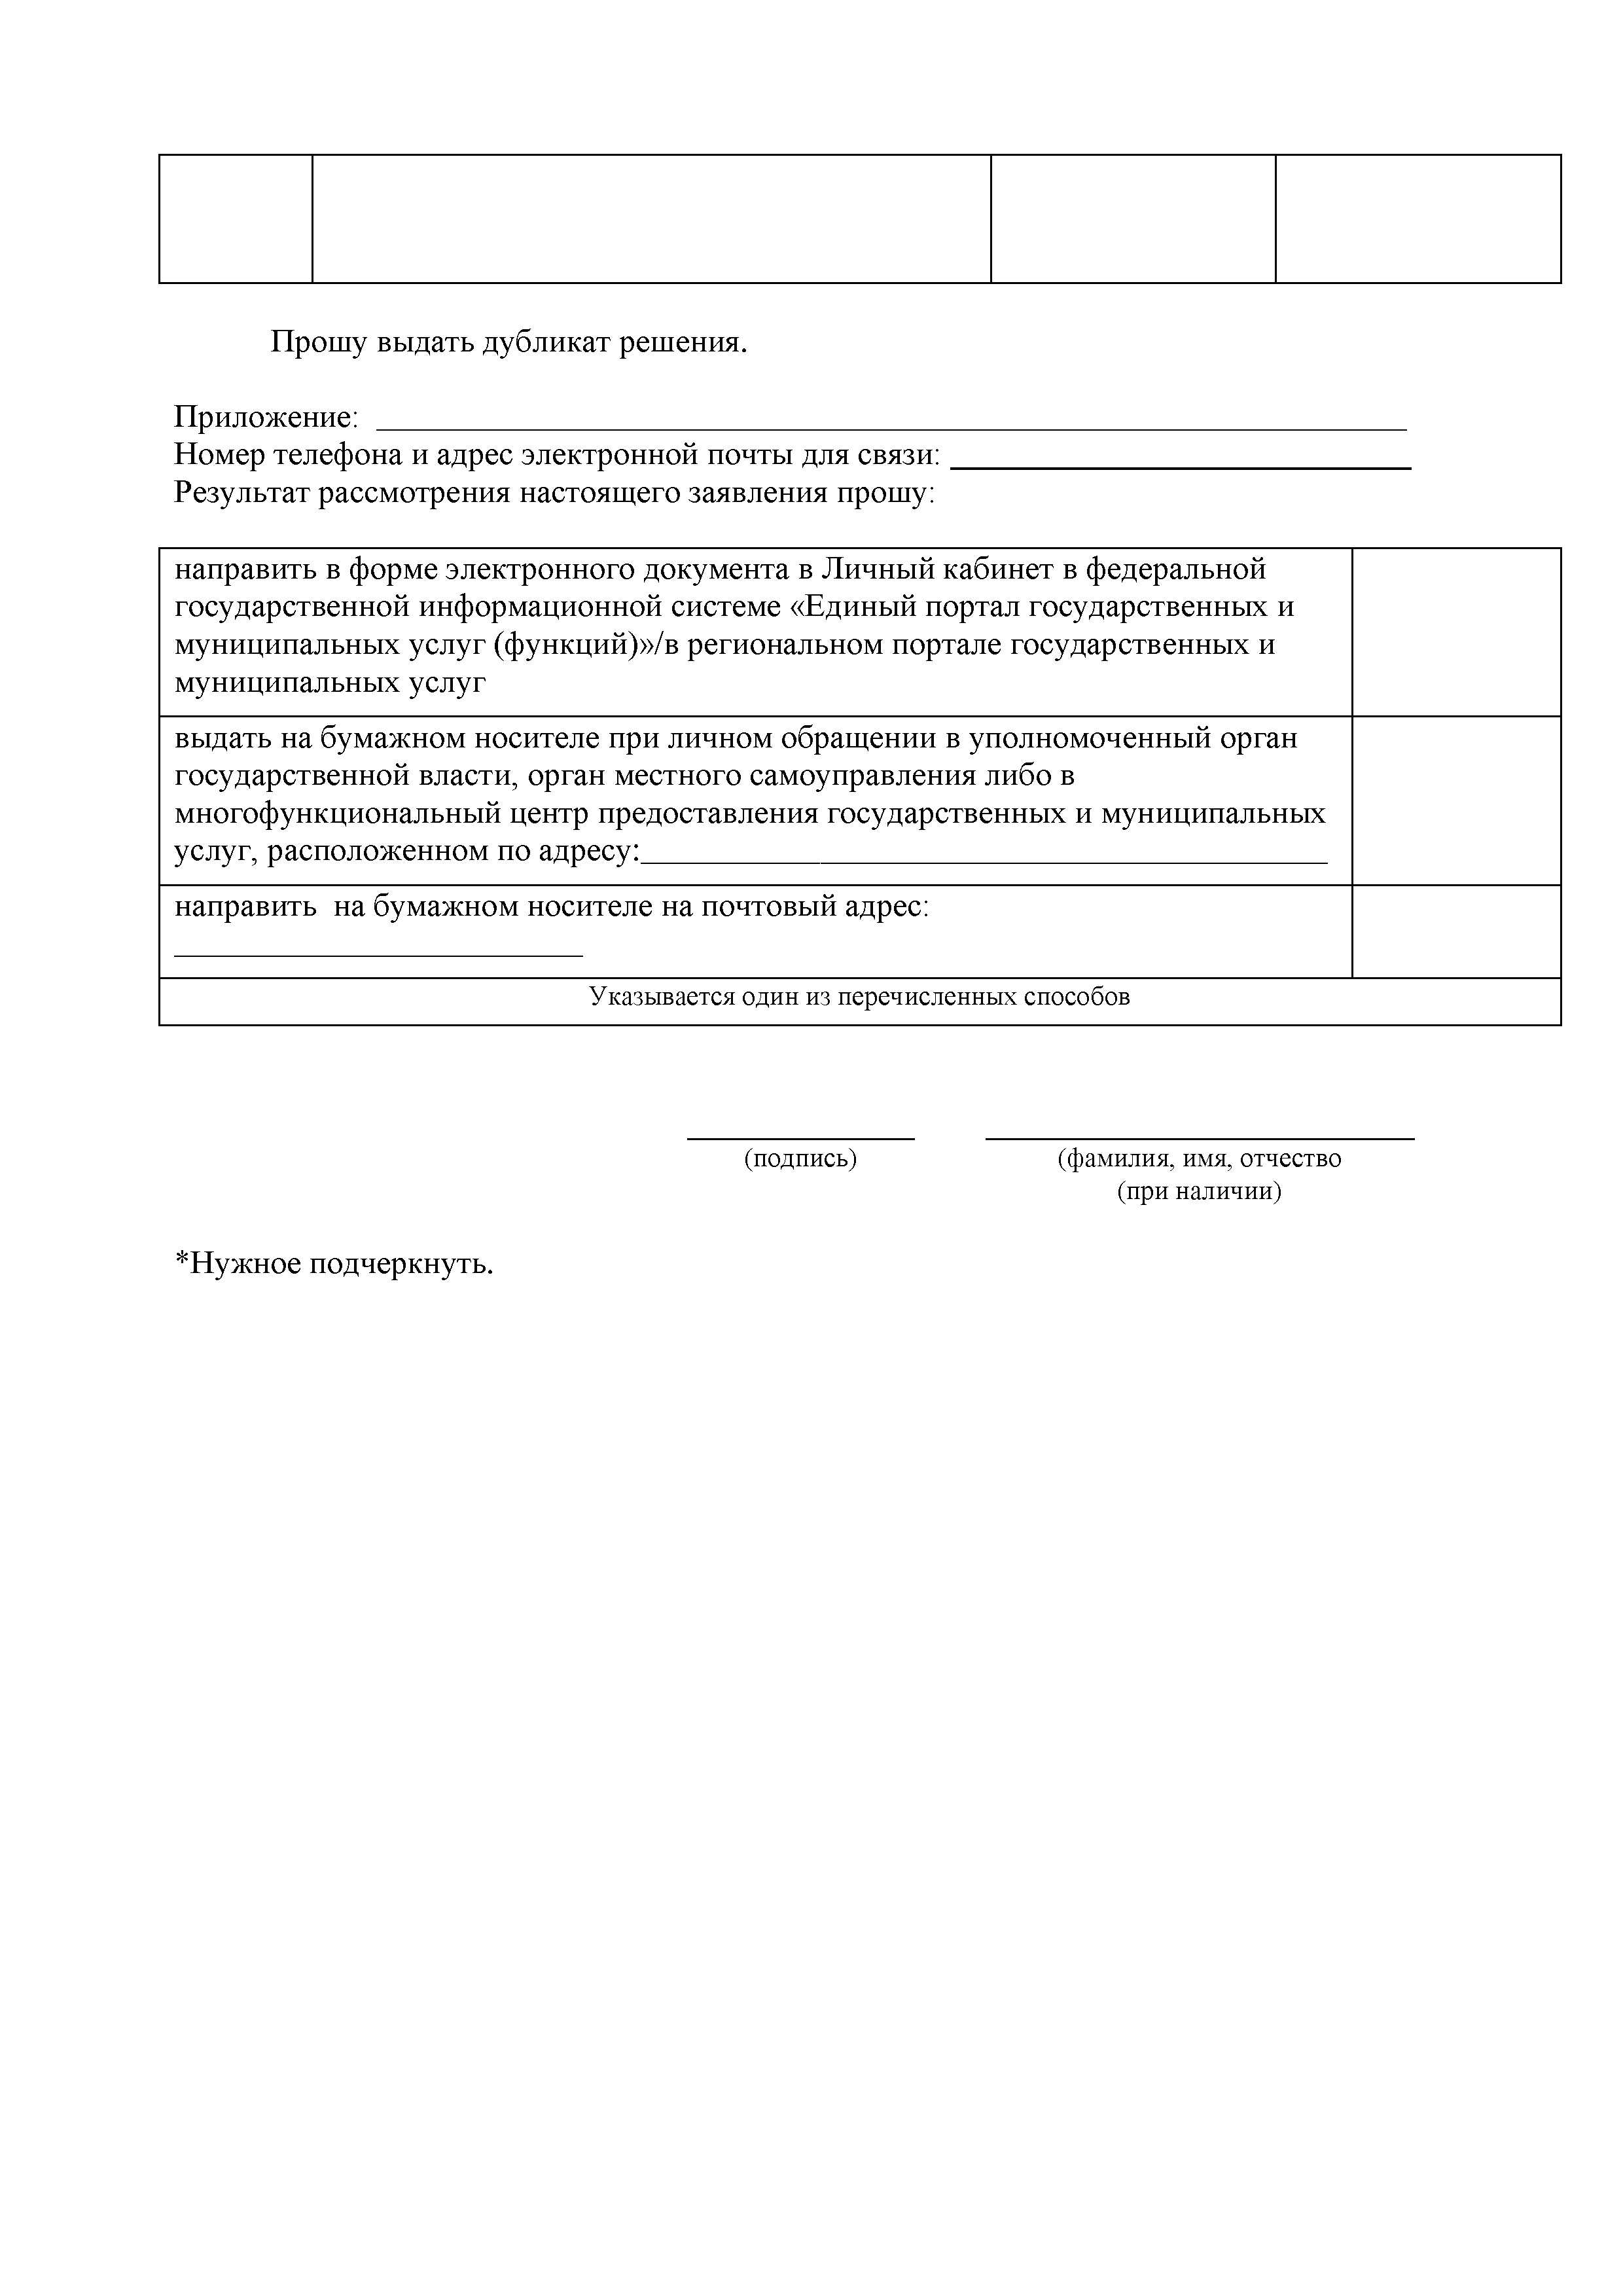 Прошу выдать дубликат решения.
Приложение: ____________________
Номер телефона и адрес электронной почты для связи: ____________________
Результат рассмотрения настоящего заявления прошу:
направить в форме электронного документа в Личный кабинет в федеральной
государственной информационной системе «Единый портал государственных и
муниципальных услуг (функций)»/в региональном портале государственных и
муниципальных услуг
выдать на бумажном носителе при личном обращении в уполномоченный орган
государственной власти, орган местного самоуправления либо в
многофункциональный центр предоставления государственных и муниципальных
услуг, расположенном по адресу:____________________
направить на бумажном носителе на почтовый адрес:
____________________
Указывается один из перечисленных способов
(подпись) (фамилия, имя, отчество
(при наличии)
*Нужное подчеркнуть.